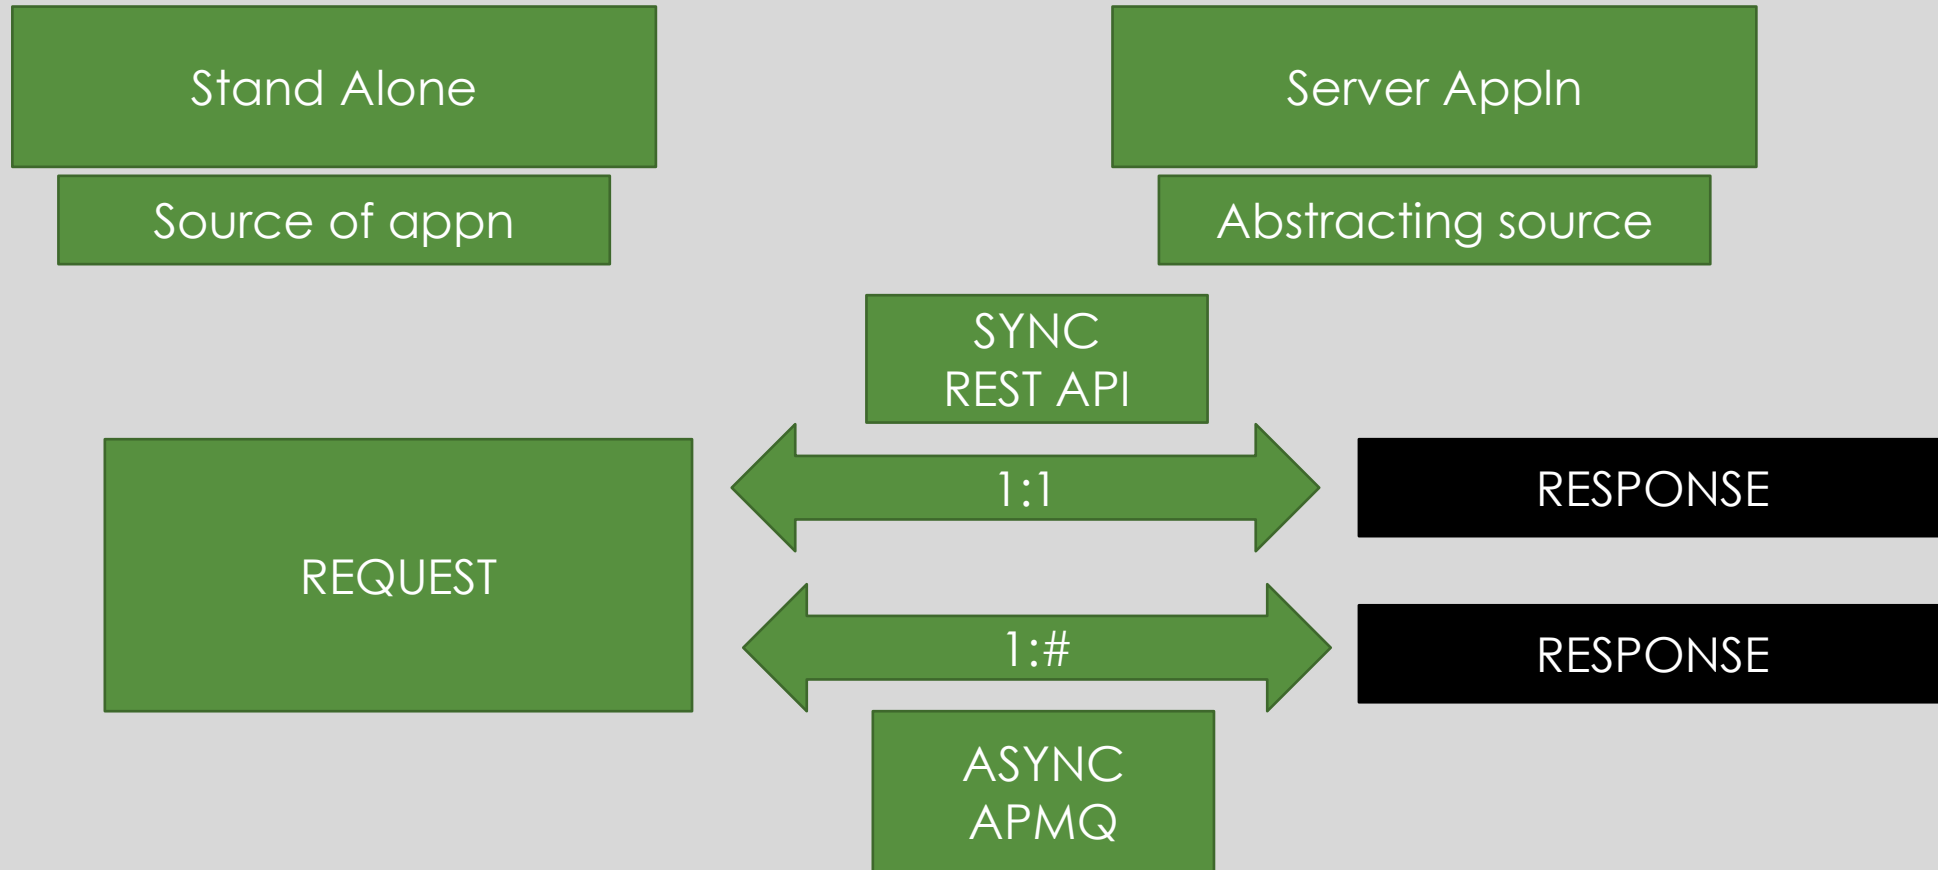 Stand Alone
Server Appln
Source of appn
Abstracting source
SYNC
REST API
1:1
RESPONSE
REQUEST
1:#
RESPONSE
ASYNC
APMQ